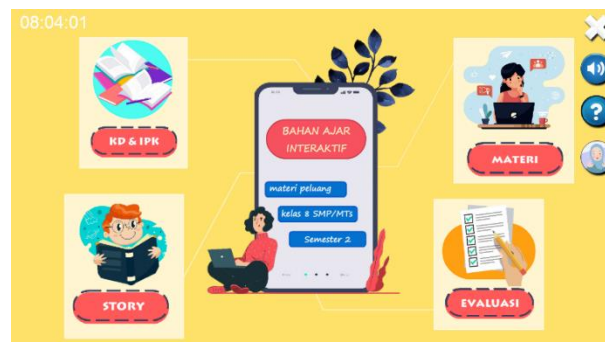 08:04:01
KD & IPK
BAHAN AJAR
INTERAKTIF
materi peluang
kelas 8 SMP/MTs
Semester 2
MATERI
STORY
EVALUASI
?